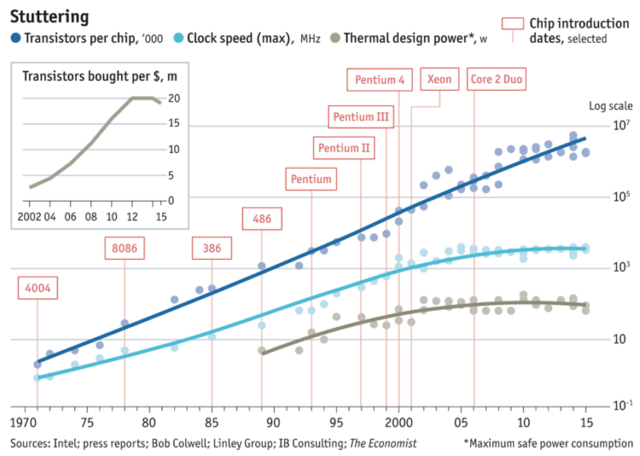 Stuttering
Transistors per chip, '000
Clock speed (max), MHz
Thermal design power*, w
Chip introduction
dates, selected
Transistors bought per $, m
20
15
10
5
0
2002 04 06 08 10 12 15
Log scale
Pentium 4
Xeon
Core 2 Duo
Pentium III
Pentium II
Pentium
486
386
8086
4004
10⁷
10⁵
10³
10
10⁻¹
1970 75 80 85 90 95 2000 05 10 15
Sources: Intel; press reports; Bob Colwell; Linley Group; IB Consulting; The Economist
*Maximum safe power consumption